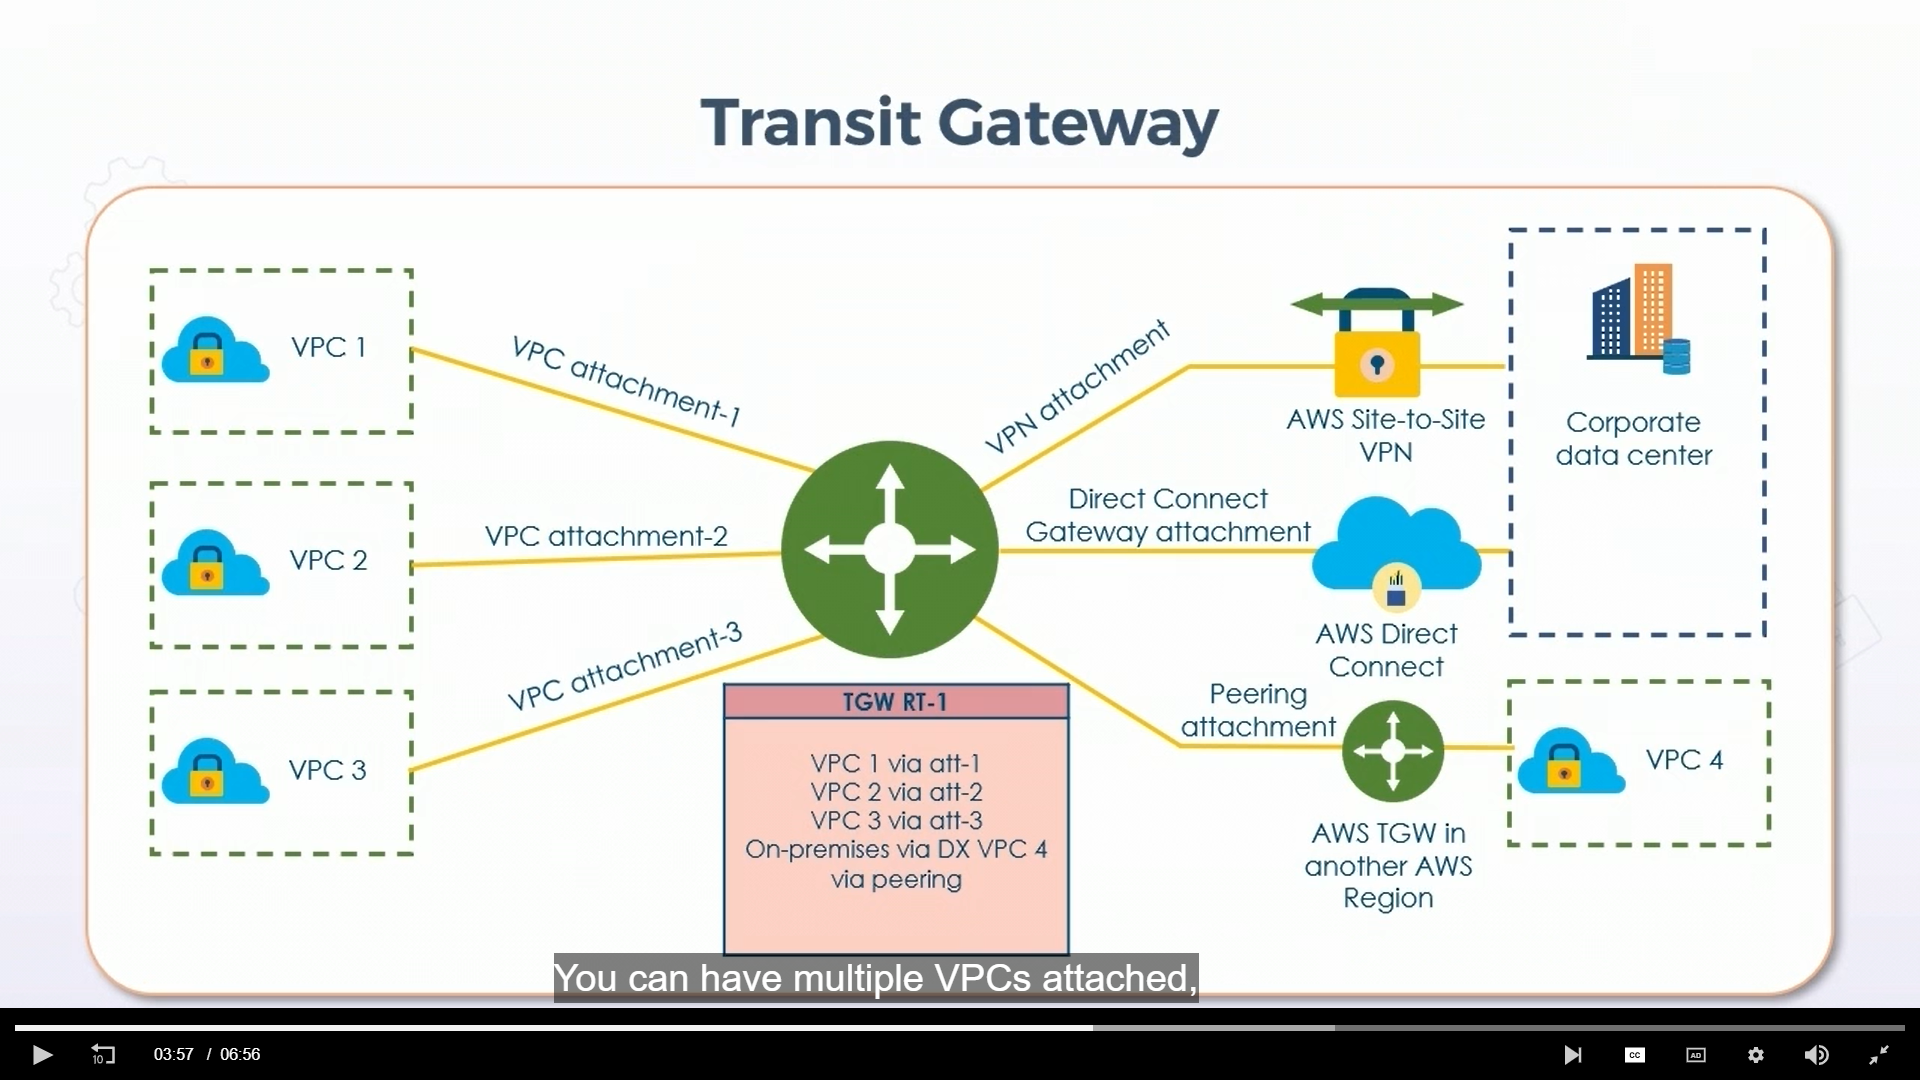 Transit Gateway
VPC 1
VPC attachment-1
VPC 2
VPC attachment-2
VPC 3
VPC attachment-3
TGW RT-1
VPC 1 via att-1
VPC 2 via att-2
VPC 3 via att-3
On-premises via DX VPC 4
via peering
VPN attachment
AWS Site-to-Site
VPN
Corporate
data center
Direct Connect
Gateway attachment
AWS Direct
Connect
Peering
attachment
AWS TGW in
another AWS
Region
VPC 4
You can have multiple VPCs attached,
10
03:57 / 06:56
CC
AD